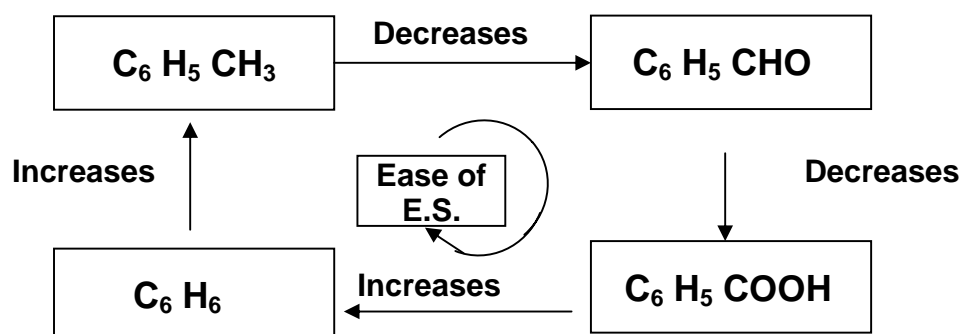 Decreases
C₆ H₅ CH₃
C₆ H₅ CHO
Increases
Ease of
E.S.
Decreases
C₆ H₆
Increases
C₆ H₅ COOH